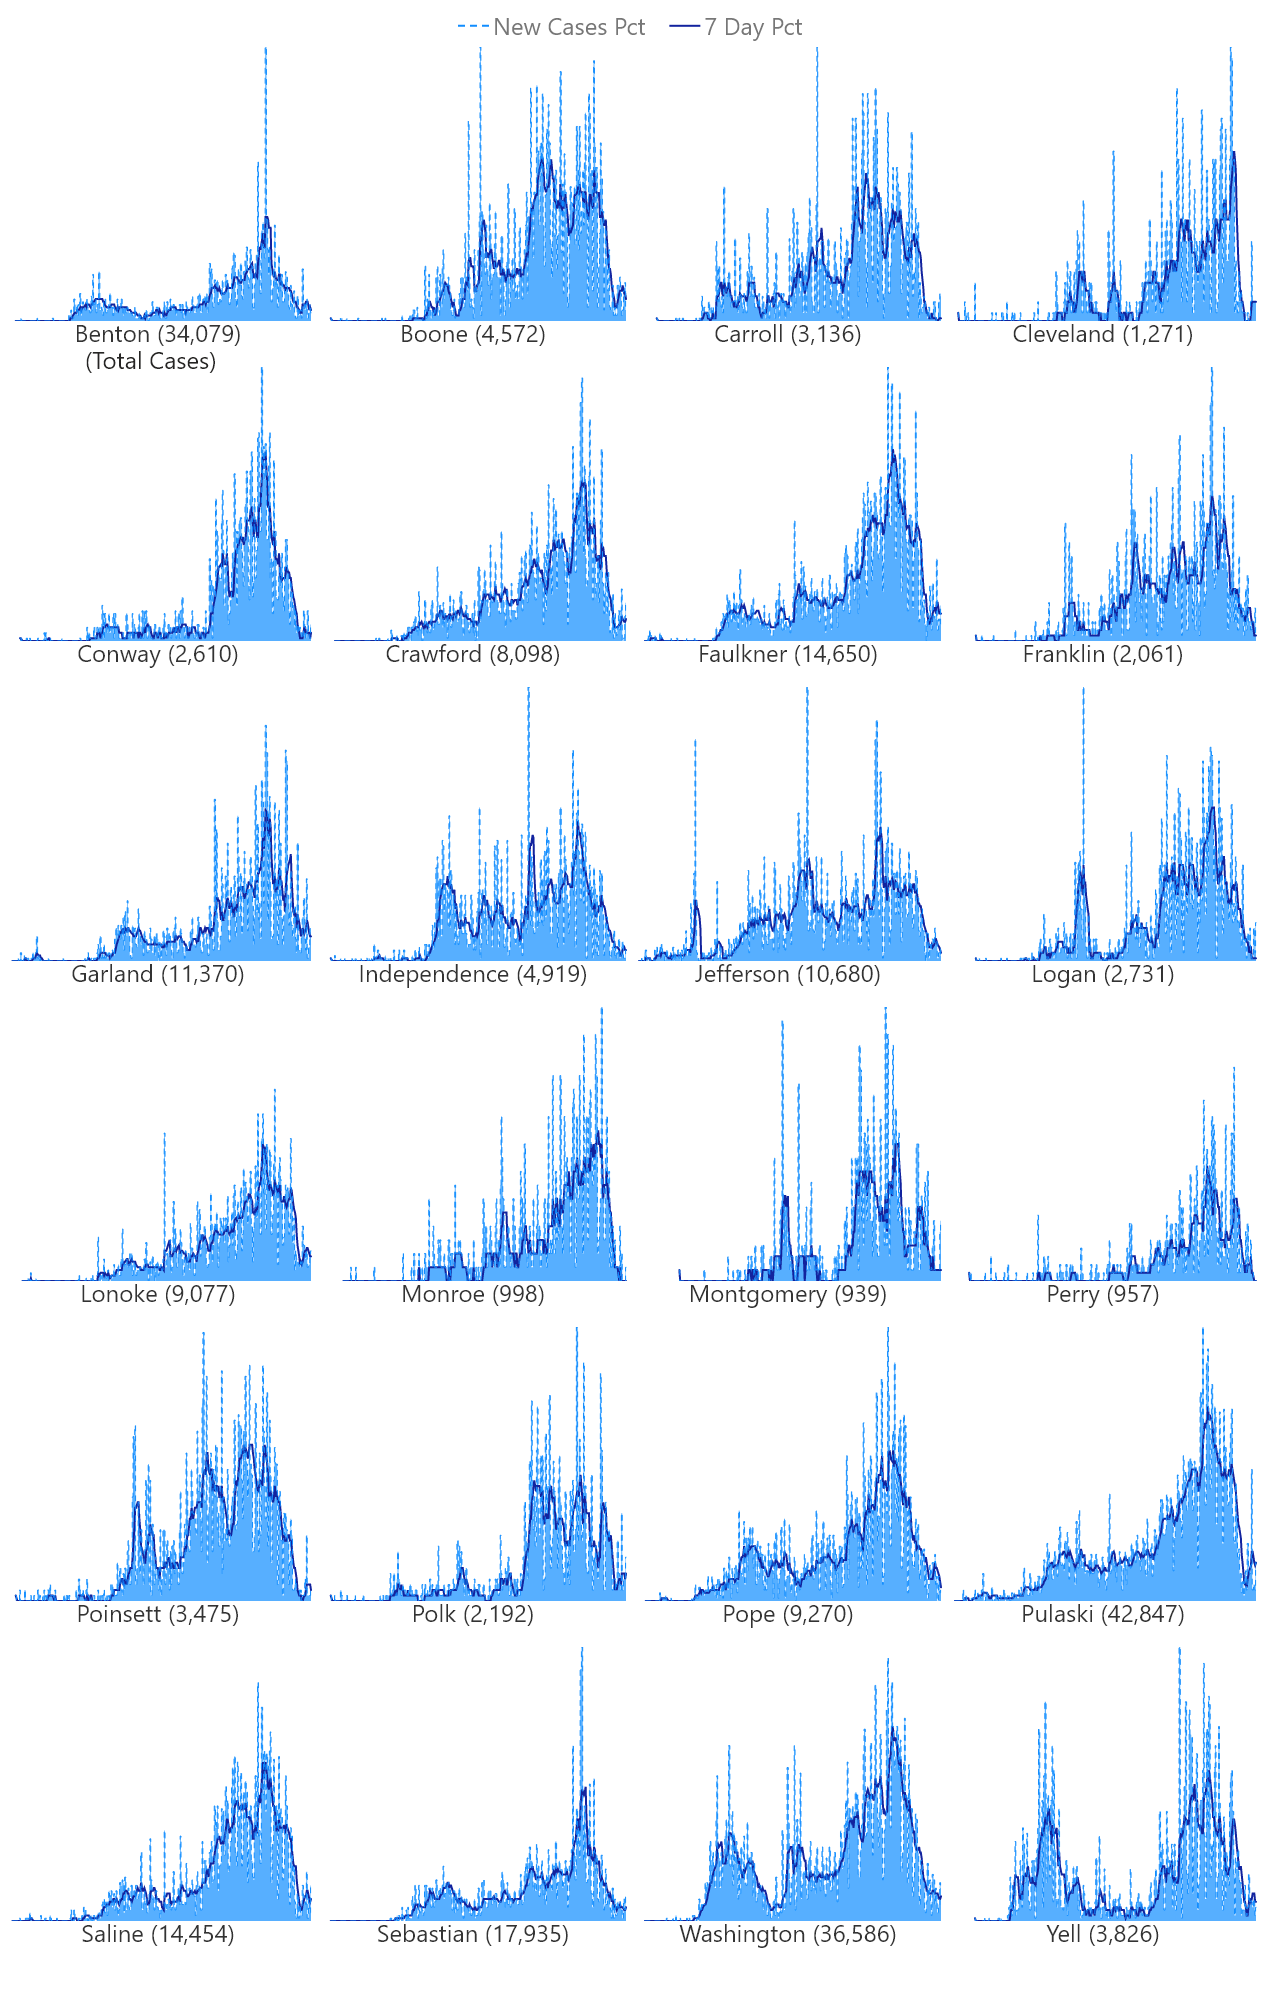 New Cases Pct 7 Day Pct
Benton (34,079) Boone (4,572) Carroll (3,136) Cleveland (1,271)
(Total Cases)
Conway (2,610) Crawford (8,098) Faulkner (14,650) Franklin (2,061)
Garland (11,370) Independence (4,919) Jefferson (10,680) Logan (2,731)
Lonoke (9,077) Monroe (998) Montgomery (939) Perry (957)
Poinsett (3,475) Polk (2,192) Pope (9,270) Pulaski (42,847)
Saline (14,454) Sebastian (17,935) Washington (36,586) Yell (3,826)